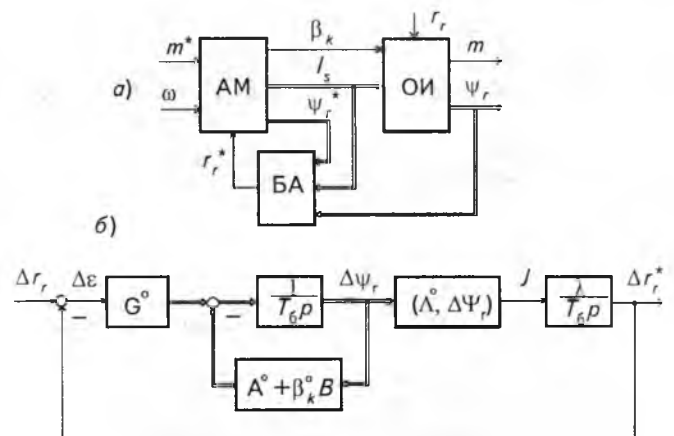 а)
m*
ω
АМ
β_k
I_s
ψ_r*
r_r
ОИ
m
ψ_r
r_r*
БА
б)
Δr_r
Δε
−
G°
−
1
T_б p
Δψ_r
(Λ°, ΔΨ_r)
J
λ
T_б p
Δr_r*
A° + β_k° B